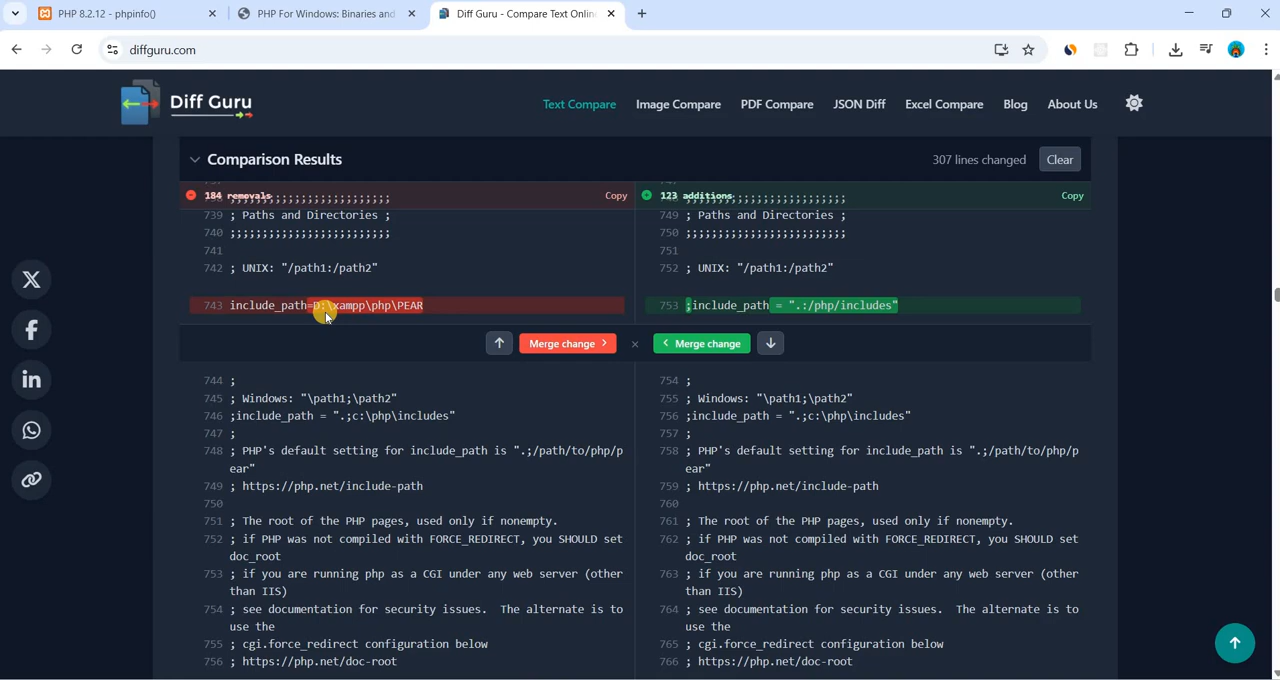 PHP 8.2.12 - phpinfo()
PHP For Windows: Binaries and
Diff Guru - Compare Text Online
diffguru.com
Diff Guru
Text Compare
Image Compare
PDF Compare
JSON Diff
Excel Compare
Blog
About Us
Comparison Results
307 lines changed
Clear
184 removals
Copy
123 additions
Copy
738 ;;;;;;;;;;;;;;;;;;;;;;;;;
739 ; Paths and Directories ;
740 ;;;;;;;;;;;;;;;;;;;;;;;;;
741
742 ; UNIX: "/path1:/path2"
743 include_path=D:\xampp\php\PEAR
748 ;;;;;;;;;;;;;;;;;;;;;;;;;
749 ; Paths and Directories ;
750 ;;;;;;;;;;;;;;;;;;;;;;;;;
751
752 ; UNIX: "/path1:/path2"
753 ;include_path = ".:/php/includes"
Merge change
Merge change
744 ;
745 ; Windows: "\path1;\path2"
746 ;include_path = ".;c:\php\includes"
747 ;
748 ; PHP's default setting for include_path is ".;/path/to/php/p
ear"
749 ; https://php.net/include-path
750
751 ; The root of the PHP pages, used only if nonempty.
752 ; if PHP was not compiled with FORCE_REDIRECT, you SHOULD set
doc_root
753 ; if you are running php as a CGI under any web server (other
than IIS)
754 ; see documentation for security issues.  The alternate is to
use the
755 ; cgi.force_redirect configuration below
756 ; https://php.net/doc-root
754 ;
755 ; Windows: "\path1;\path2"
756 ;include_path = ".;c:\php\includes"
757 ;
758 ; PHP's default setting for include_path is ".;/path/to/php/p
ear"
759 ; https://php.net/include-path
760
761 ; The root of the PHP pages, used only if nonempty.
762 ; if PHP was not compiled with FORCE_REDIRECT, you SHOULD set
doc_root
763 ; if you are running php as a CGI under any web server (other
than IIS)
764 ; see documentation for security issues.  The alternate is to
use the
765 ; cgi.force_redirect configuration below
766 ; https://php.net/doc-root